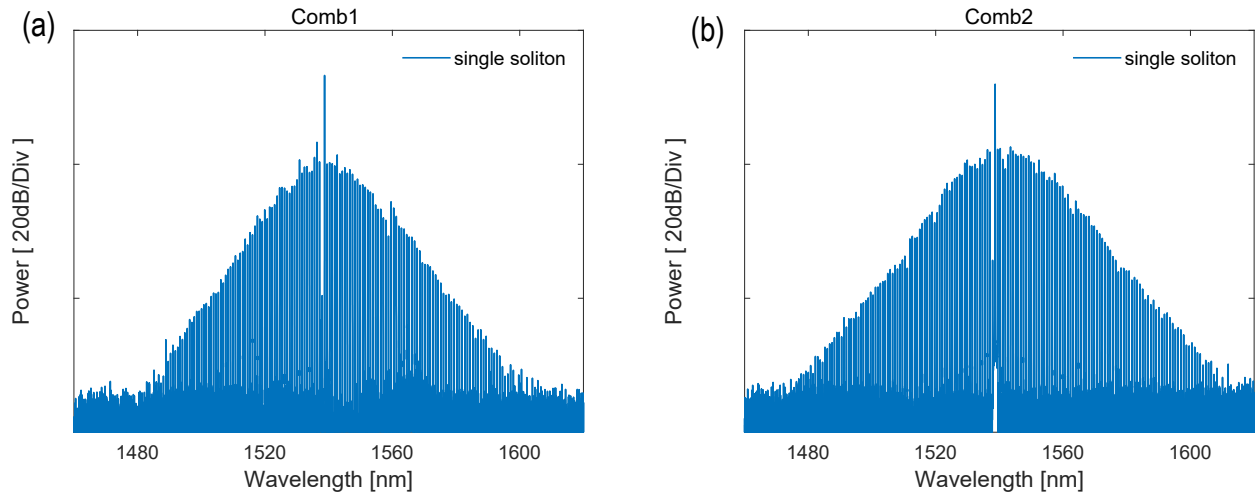 (a)
Comb1
single soliton
Power [ 20dB/Div ]
1480
1520
1560
1600
Wavelength [nm]
(b)
Comb2
single soliton
Power [ 20dB/Div ]
1480
1520
1560
1600
Wavelength [nm]